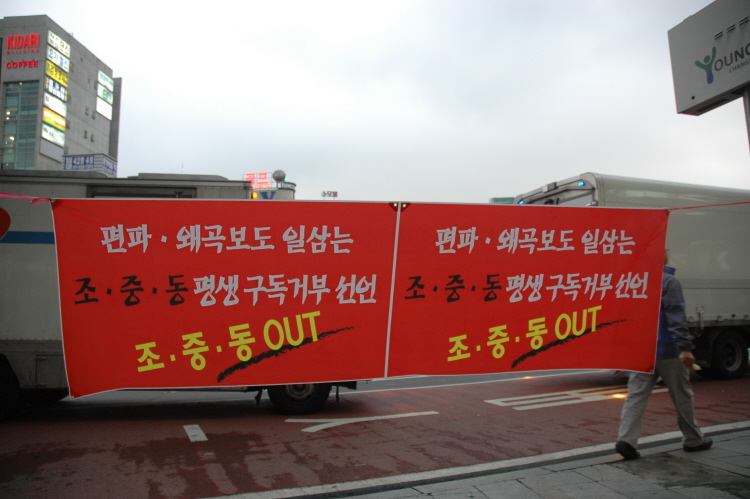 KIDARI
COFFEE
YOUNG
편파·왜곡보도 일삼는
조·중·동 평생 구독거부 선언
조·중·동 OUT
편파·왜곡보도 일삼는
조·중·동 평생 구독거부 선언
조·중·동 OUT